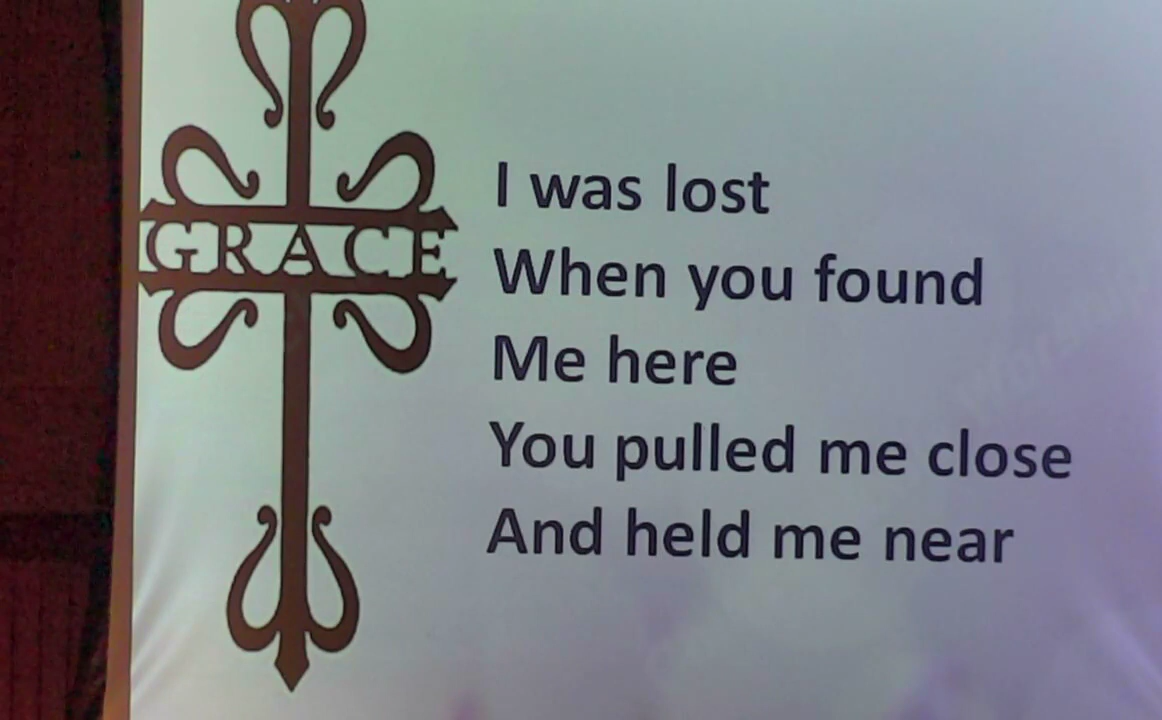 GRACE
I was lost
When you found
Me here
You pulled me close
And held me near